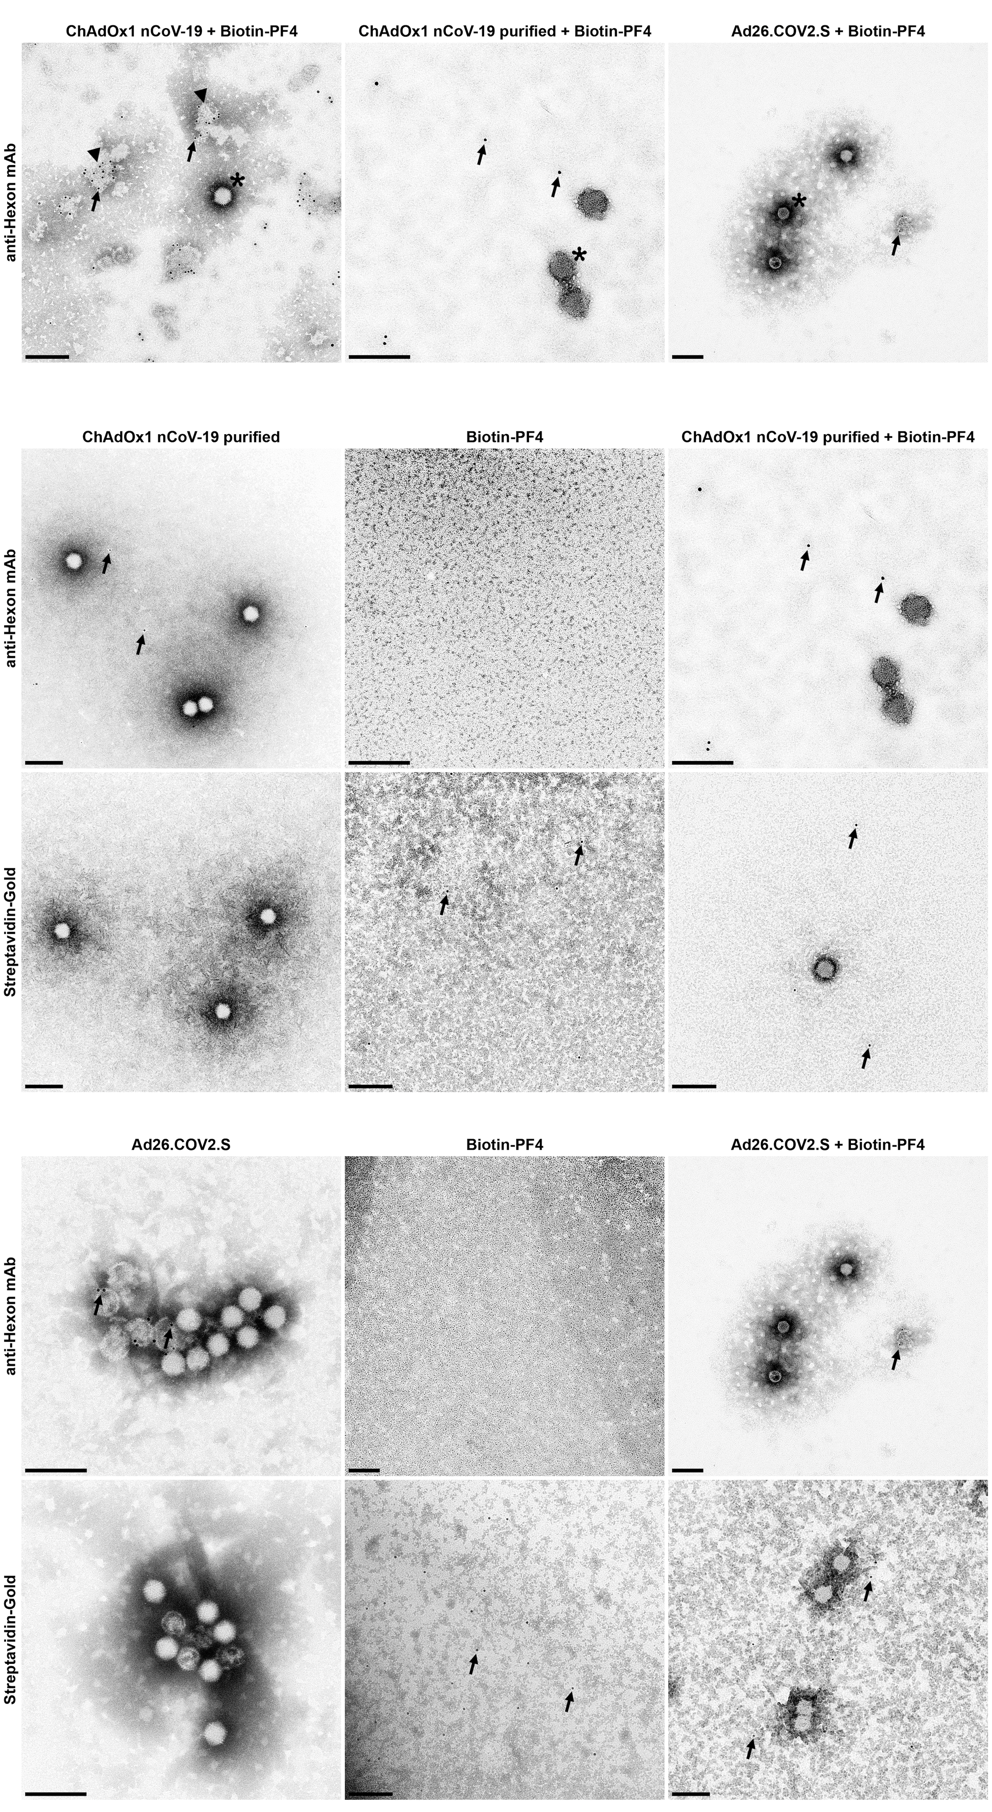 ChAdOx1 nCoV-19 + Biotin-PF4
ChAdOx1 nCoV-19 purified + Biotin-PF4
Ad26.COV2.S + Biotin-PF4
anti-Hexon mAb
*
*
*
ChAdOx1 nCoV-19 purified
Biotin-PF4
ChAdOx1 nCoV-19 purified + Biotin-PF4
anti-Hexon mAb
Streptavidin-Gold
Ad26.COV2.S
Biotin-PF4
Ad26.COV2.S + Biotin-PF4
anti-Hexon mAb
Streptavidin-Gold